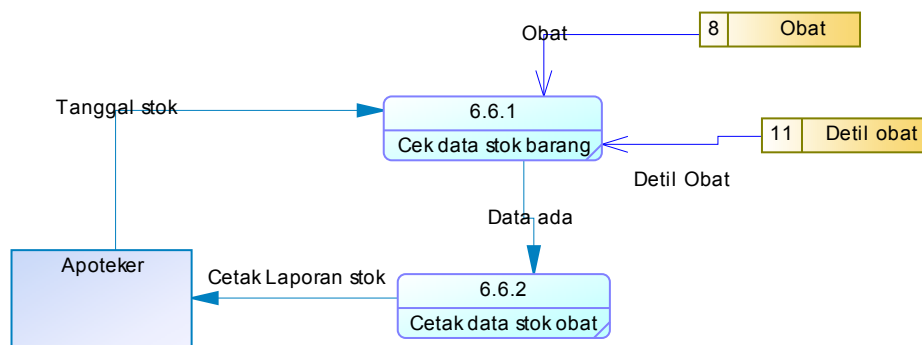 8 Obat
Obat
Tanggal stok
6.6.1
Cek data stok barang
11 Detil obat
Detil Obat
Data ada
Apoteker
Cetak Laporan stok
6.6.2
Cetak data stok obat